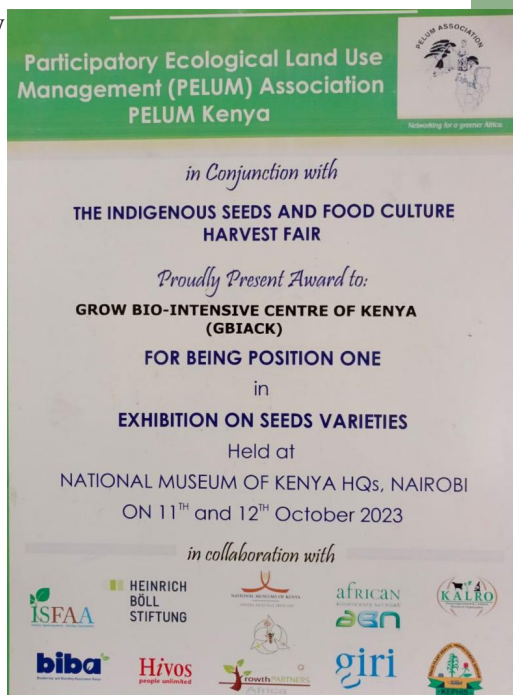 Participatory Ecological Land Use
Management (PELUM) Association
PELUM Kenya
PELUM ASSOCIATION
Networking for a greener Africa.
in Conjunction with
THE INDIGENOUS SEEDS AND FOOD CULTURE
HARVEST FAIR
Proudly Present Award to:
GROW BIO-INTENSIVE CENTRE OF KENYA
(GBIACK)
FOR BEING POSITION ONE
in
EXHIBITION ON SEEDS VARIETIES
Held at
NATIONAL MUSEUM OF KENYA HQs, NAIROBI
ON 11TH and 12TH October 2023
in collaboration with
ISFAA
HEINRICH
BÖLL
STIFTUNG
NATIONAL MUSEUMS OF KENYA
aFRICAN
aBN
KALRO
biba
Hivos
people unlimited
rowthPARTNERS
Africa
giri